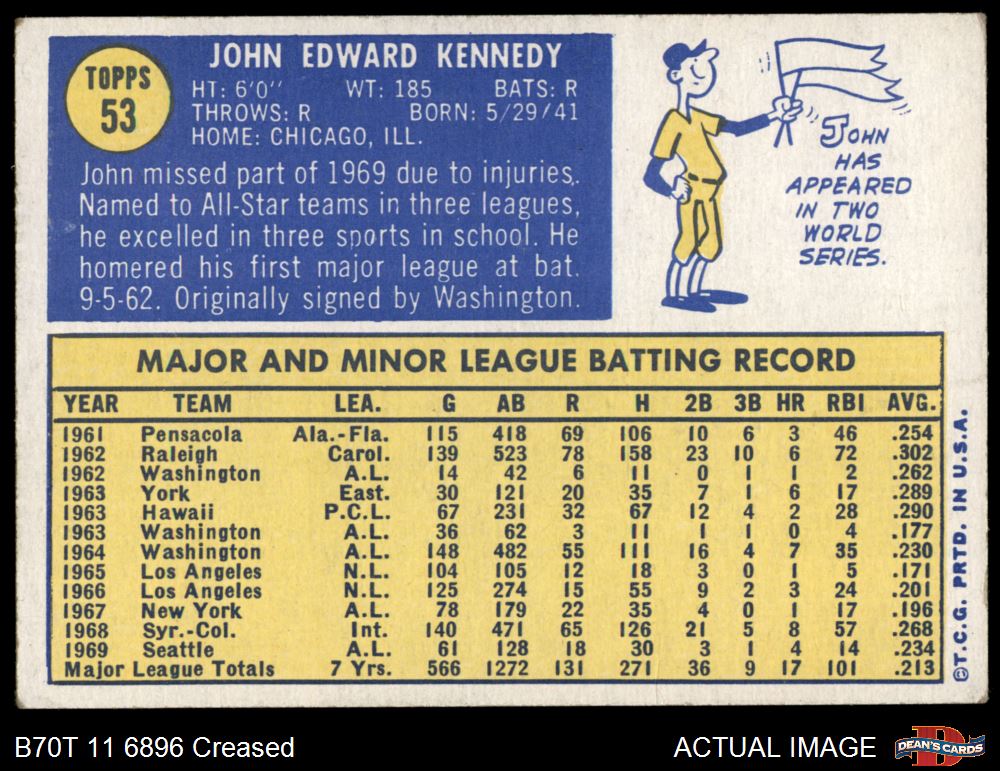 TOPPS
53
JOHN EDWARD KENNEDY
HT: 6'0'' WT: 185 BATS: R
THROWS: R BORN: 5/29/41
HOME: CHICAGO, ILL.
John missed part of 1969 due to injuries.
Named to All-Star teams in three leagues,
he excelled in three sports in school. He
homered his first major league at bat.
9-5-62. Originally signed by Washington.
JOHN
HAS
APPEARED
IN TWO
WORLD
SERIES.
MAJOR AND MINOR LEAGUE BATTING RECORD
YEAR TEAM LEA. G AB R H 2B 3B HR RBI AVG.
1961 Pensacola Ala.-Fla. 115 418 69 106 10 6 3 46 .254
1962 Raleigh Carol. 139 523 78 158 23 10 6 72 .302
1962 Washington A.L. 14 42 6 11 0 1 1 2 .262
1963 York East. 30 121 20 35 7 1 6 17 .289
1963 Hawaii P.C.L. 67 231 32 67 12 4 2 28 .290
1963 Washington A.L. 36 62 3 11 1 1 0 4 .177
1964 Washington A.L. 148 482 55 111 16 4 7 35 .230
1965 Los Angeles N.L. 104 105 12 18 3 0 1 5 .171
1966 Los Angeles N.L. 125 274 15 55 9 2 3 24 .201
1967 New York A.L. 78 179 22 35 4 0 1 17 .196
1968 Syr.-Col. Int. 140 471 65 126 21 5 8 57 .268
1969 Seattle A.L. 61 128 18 30 3 1 4 14 .234
Major League Totals 7 Yrs. 566 1272 131 271 36 9 17 101 .213
©T.C.G. PRTD. IN U.S.A.
B70T 11 6896 Creased
ACTUAL IMAGE
DEAN'S CARDS